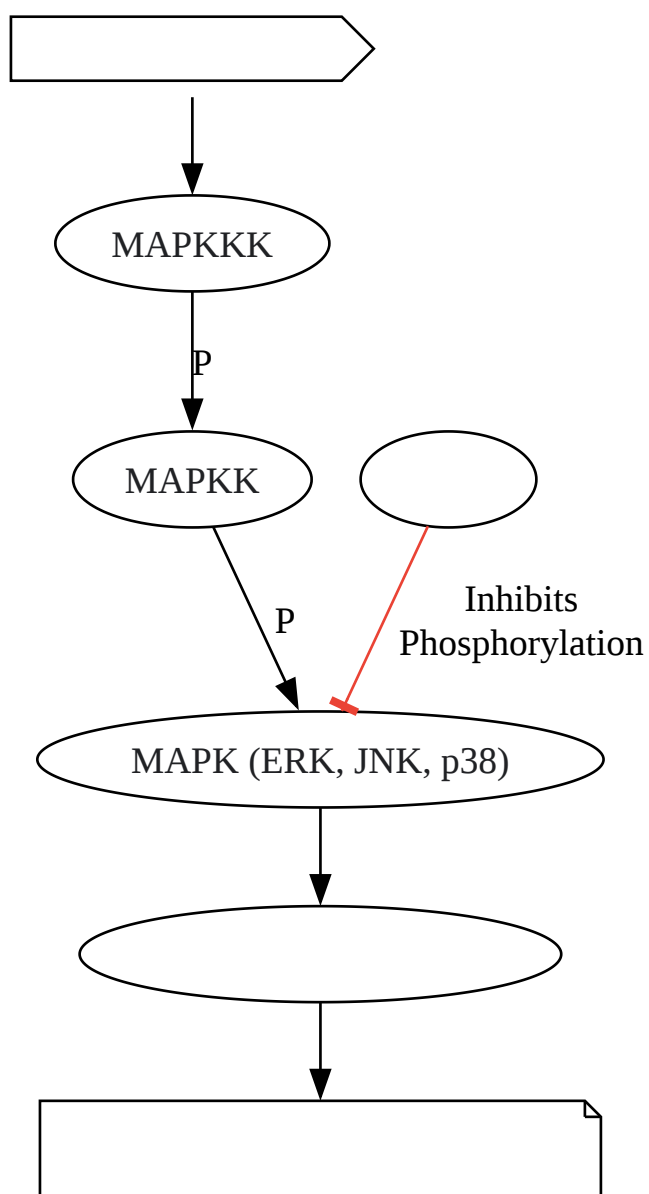 MAPKKK
P
MAPKK
P
Inhibits
Phosphorylation
MAPK (ERK, JNK, p38)